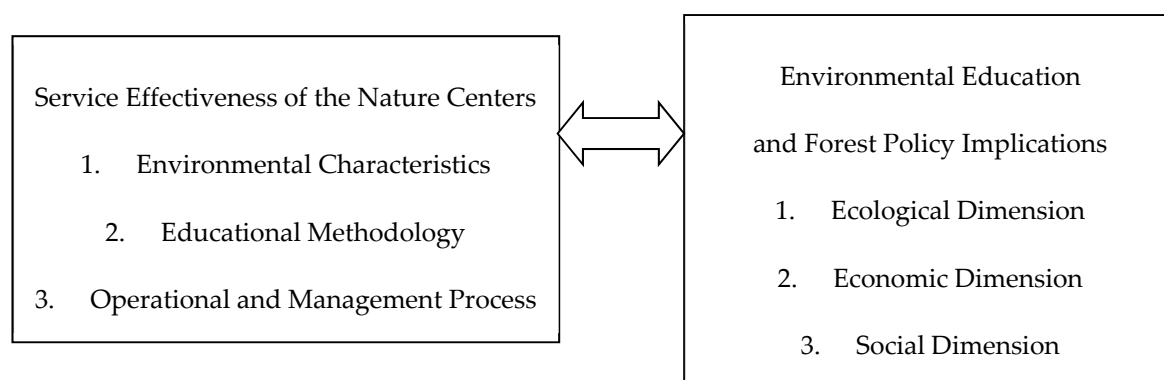 Service Effectiveness of the Nature Centers
1. Environmental Characteristics
2. Educational Methodology
3. Operational and Management Process
Environmental Education
and Forest Policy Implications
1. Ecological Dimension
2. Economic Dimension
3. Social Dimension